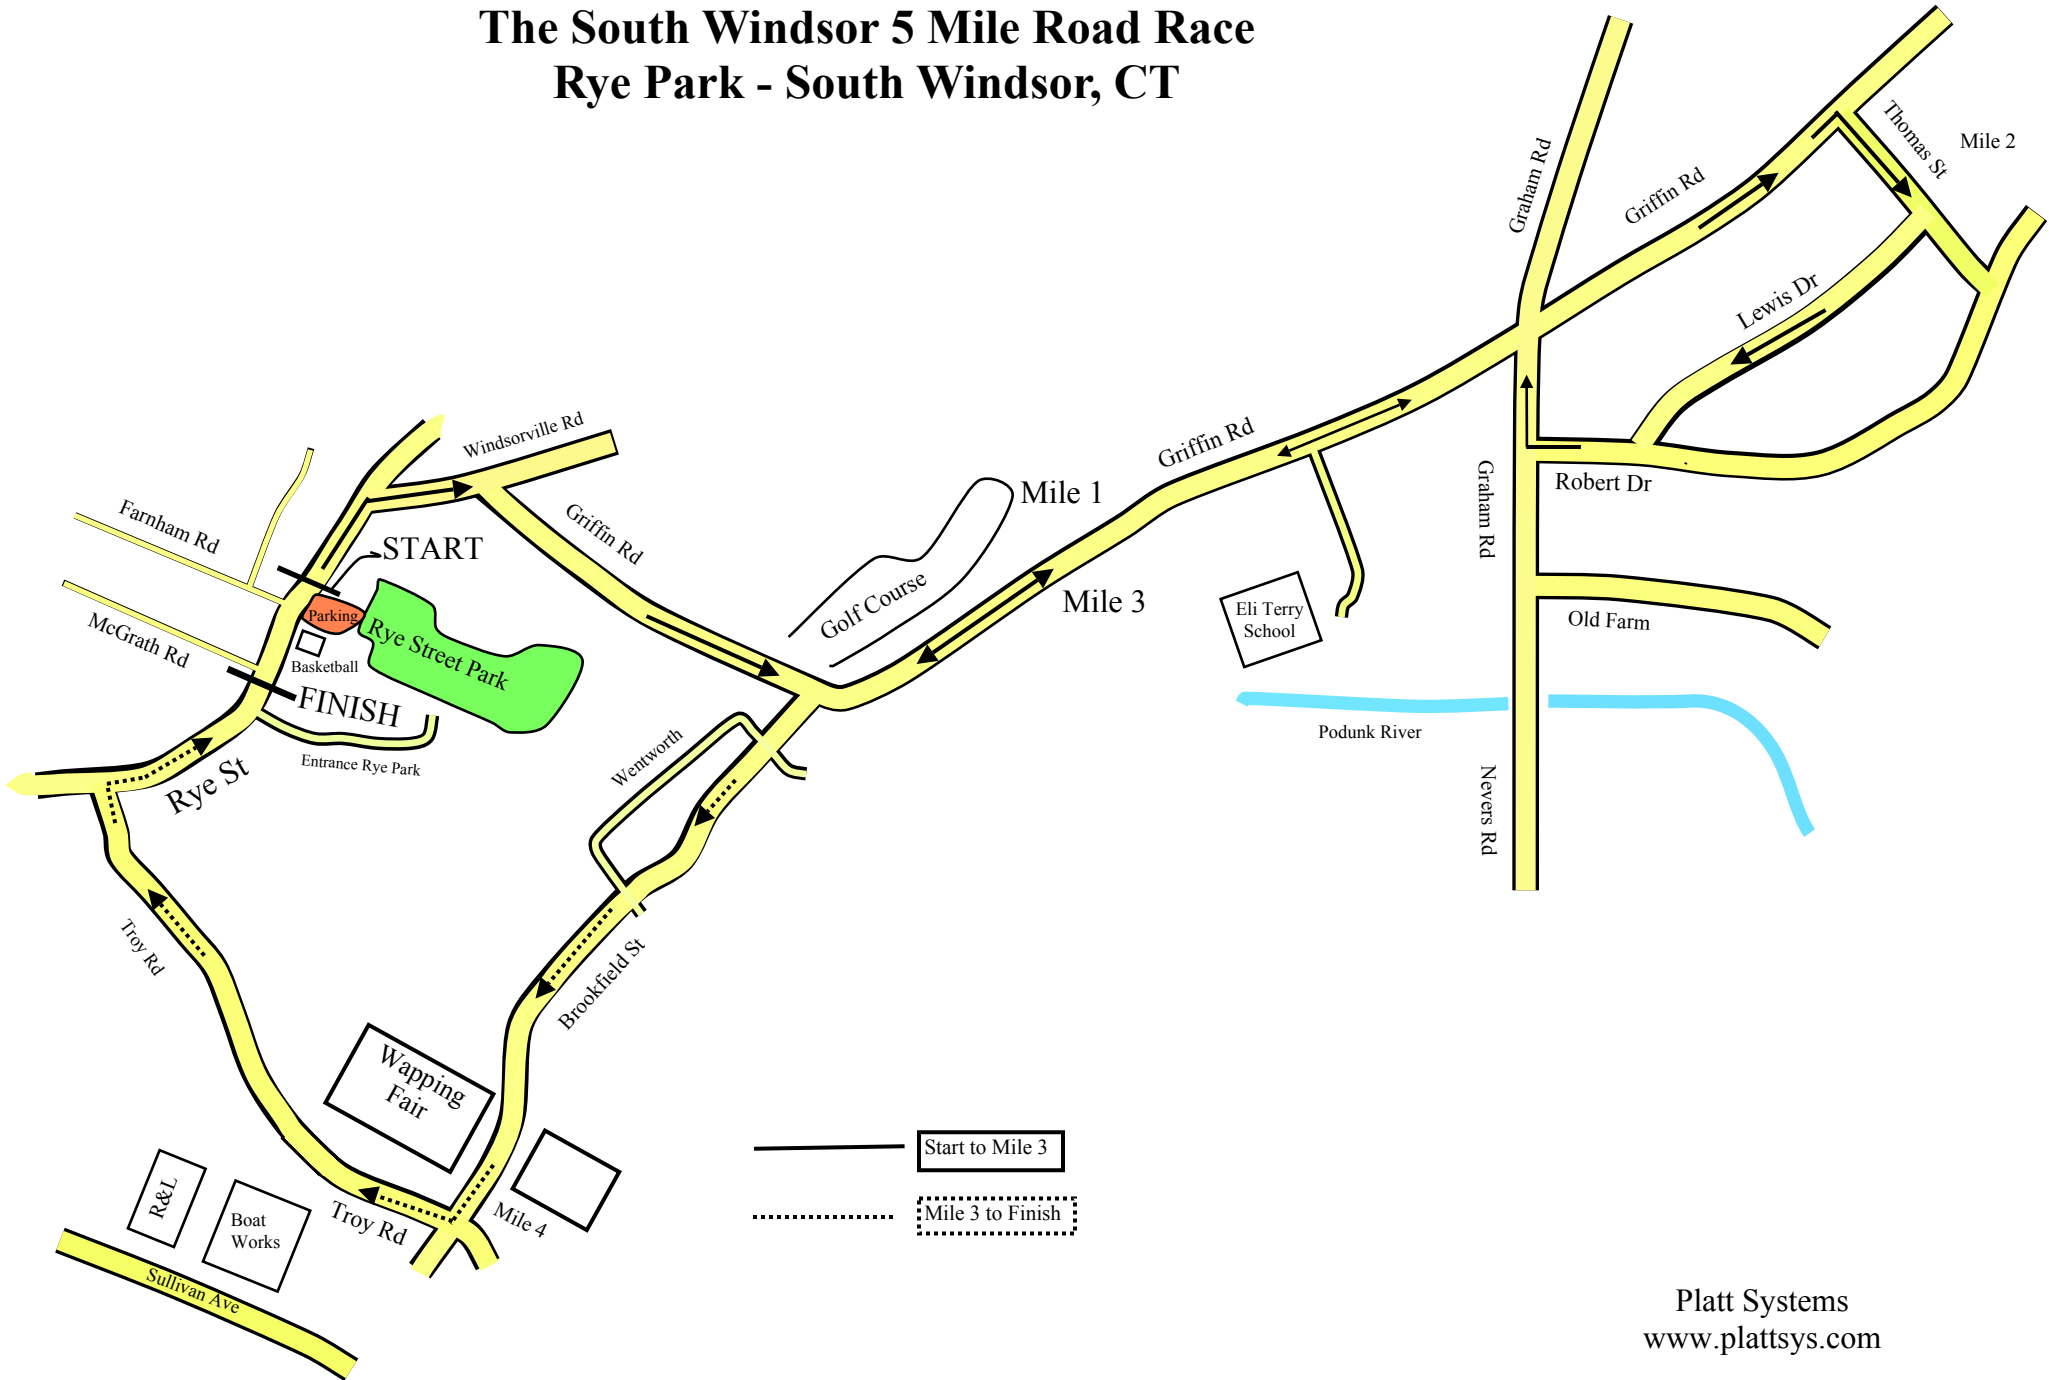 The South Windsor 5 Mile Road Race
Rye Park - South Windsor, CT
Graham Rd
Thomas St
Mile 2
Griffin Rd
Lewis Dr
Windsorville Rd
Griffin Rd
Griffin Rd
Mile 1
Farnham Rd
START
Graham Rd
Robert Dr
McGrath Rd
Parking
Rye Street Park
Basketball
Golf Course
Mile 3
Eli Terry
School
Old Farm
FINISH
Podunk River
Entrance Rye Park
Rye St
Wentworth
Nevers Rd
Troy Rd
Brookfield St
Wapping
Fair
Start to Mile 3
R&L
Boat
Works
Troy Rd
Mile 4
Mile 3 to Finish
Sullivan Ave
Platt Systems
www.plattsys.com